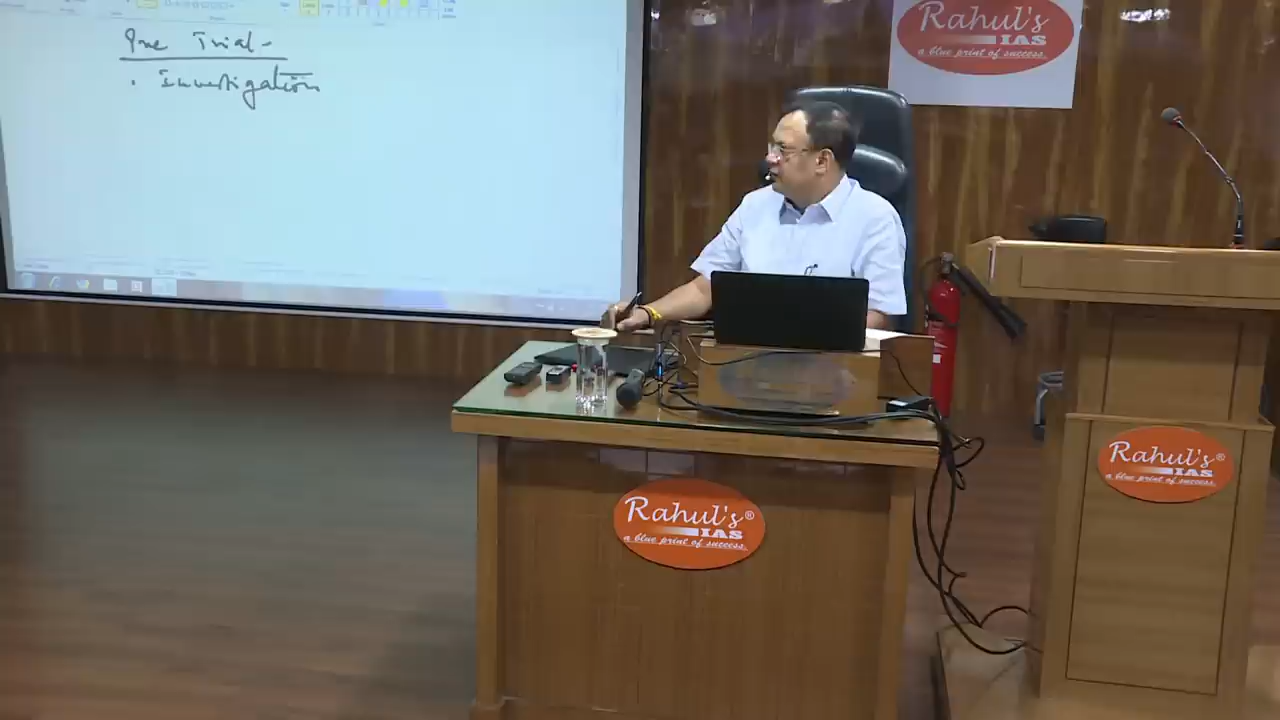 Pre Trial-
· Investigation
Rahul's
IAS
a blue print of success.
Rahul's®
IAS
a blue print of success.
Rahul's®
IAS
a blue print of success.